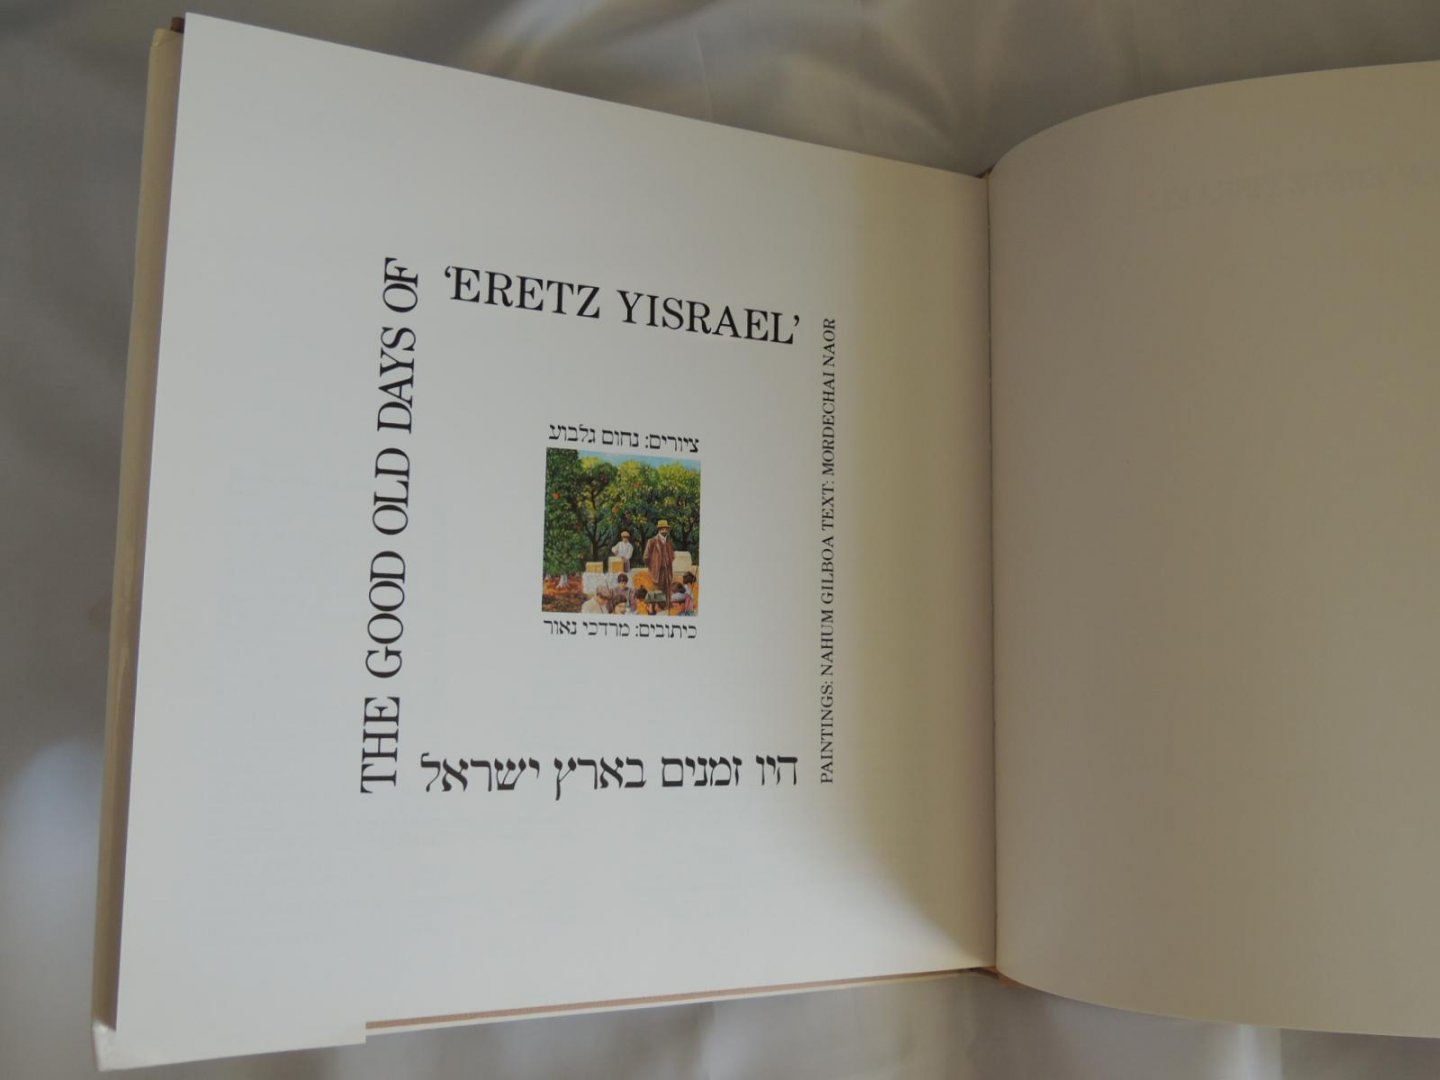 THE GOOD OLD DAYS OF
‘ERETZ YISRAEL’
ציורים: נחום גלבוע
כיתובים: מרדכי נאור
היו זמנים בארץ ישראל
PAINTINGS: NAHUM GILBOA TEXT: MORDECHAI NAOR